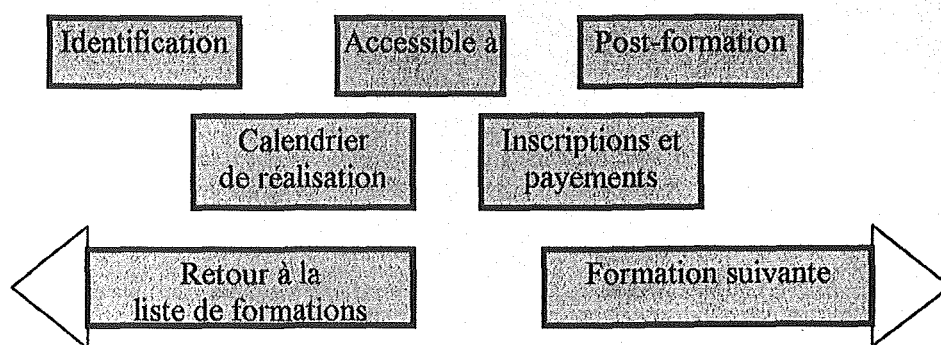 Identification
Accessible à
Post-formation
Calendrier
de réalisation
Inscriptions et
payements
Retour à la
liste de formations
Formation suivante